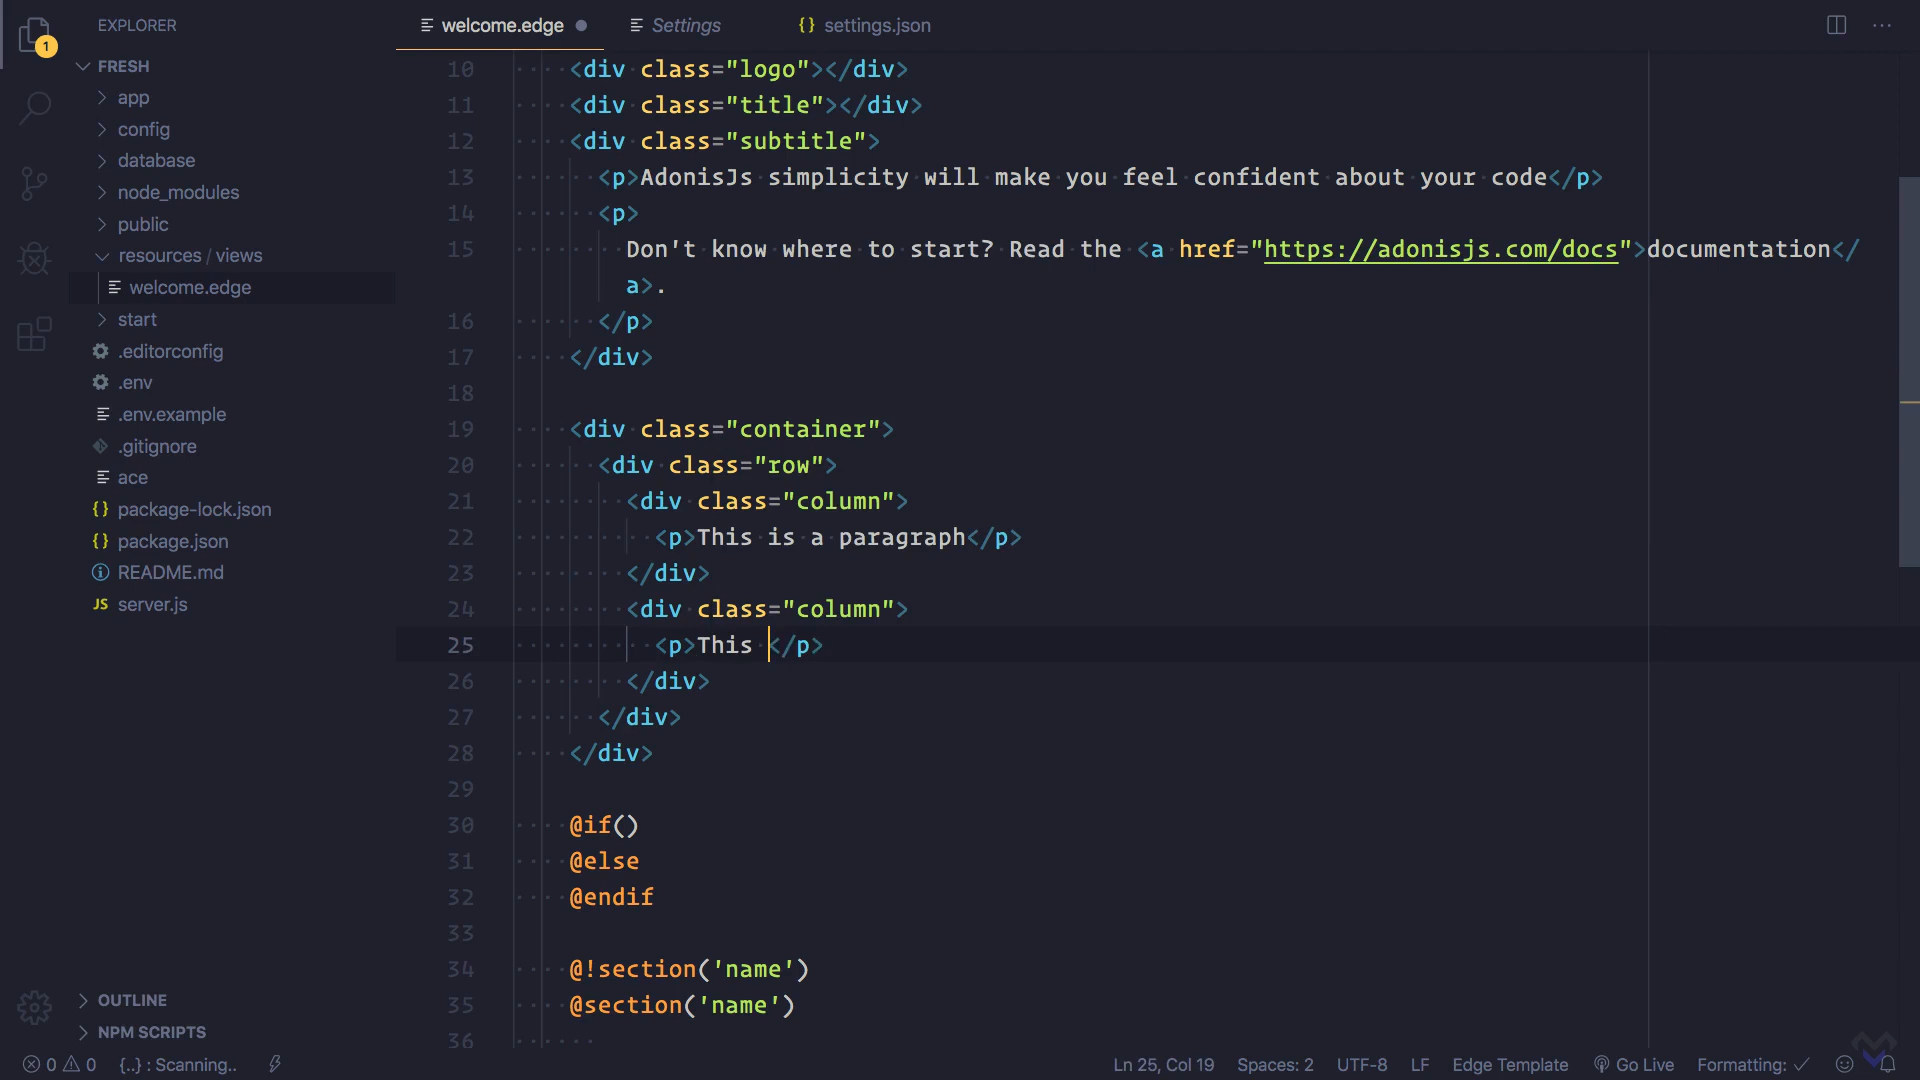 EXPLORER
welcome.edge
Settings
{} settings.json
1
FRESH
app
config
database
node_modules
public
resources / views
welcome.edge
start
.editorconfig
.env
.env.example
.gitignore
ace
{} package-lock.json
{} package.json
README.md
JS server.js
OUTLINE
NPM SCRIPTS
10 <div class="logo"></div>
11 <div class="title"></div>
12 <div class="subtitle">
13 <p>AdonisJs simplicity will make you feel confident about your code</p>
14 <p>
15 Don't know where to start? Read the <a href="https://adonisjs.com/docs">documentation</
a>.
16 </p>
17 </div>
18
19 <div class="container">
20 <div class="row">
21 <div class="column">
22 <p>This is a paragraph</p>
23 </div>
24 <div class="column">
25 <p>This </p>
26 </div>
27 </div>
28 </div>
29
30 @if()
31 @else
32 @endif
33
34 @!section('name')
35 @section('name')
36
0 0 {..} : Scanning.. Ln 25, Col 19 Spaces: 2 UTF-8 LF Edge Template Go Live Formatting: ✓